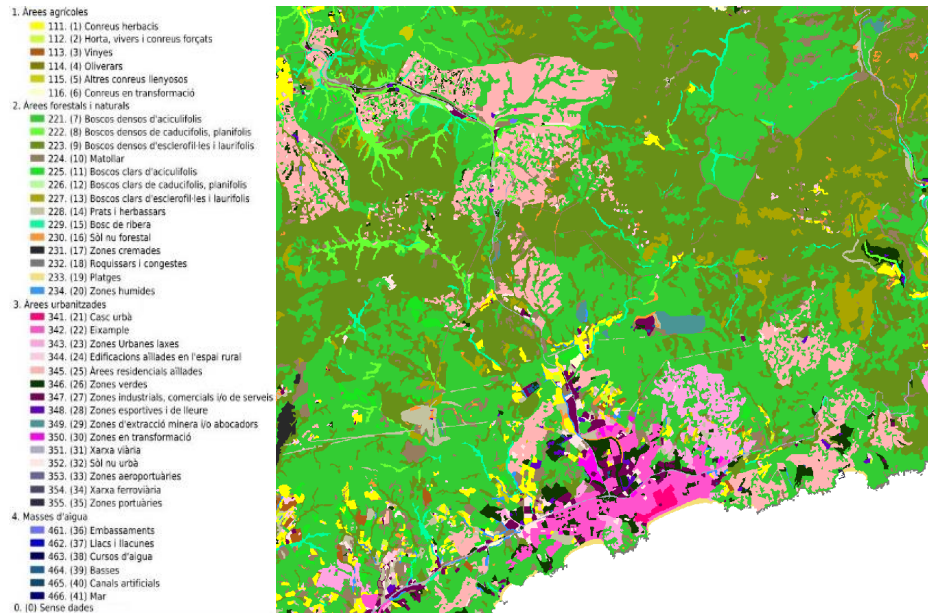 1. Àrees agrícoles
111. (1) Conreus herbacis
112. (2) Horta, vivers i conreus forçats
113. (3) Vinyes
114. (4) Oliverars
115. (5) Altres conreus llenyosos
116. (6) Conreus en transformació
2. Àrees forestals i naturals
221. (7) Boscos densos d'aciculifolis
222. (8) Boscos densos de caducifolis, planifolis
223. (9) Boscos densos d'esclerofil·les i laurifolis
224. (10) Matollar
225. (11) Boscos clars d'aciculifolis
226. (12) Boscos clars de caducifolis, planifolis
227. (13) Boscos clars d'esclerofil·les i laurifolis
228. (14) Prats i herbassars
229. (15) Bosc de ribera
230. (16) Sòl nu forestal
231. (17) Zones cremades
232. (18) Roquissars i congestes
233. (19) Platges
234. (20) Zones humides
3. Àrees urbanitzades
341. (21) Casc urbà
342. (22) Eixample
343. (23) Zones Urbanes laxes
344. (24) Edificacions aïllades en l'espai rural
345. (25) Àrees residencials aïllades
346. (26) Zones verdes
347. (27) Zones industrials, comercials i/o de serveis
348. (28) Zones esportives i de lleure
349. (29) Zones d'extracció minera i/o abocadors
350. (30) Zones en transformació
351. (31) Xarxa viària
352. (32) Sòl nu urbà
353. (33) Zones aeroportuàries
354. (34) Xarxa ferroviària
355. (35) Zones portuàries
4. Masses d'aigua
461. (36) Embassaments
462. (37) Llacs i llacunes
463. (38) Cursos d'aigua
464. (39) Basses
465. (40) Canals artificials
466. (41) Mar
0. (0) Sense dades